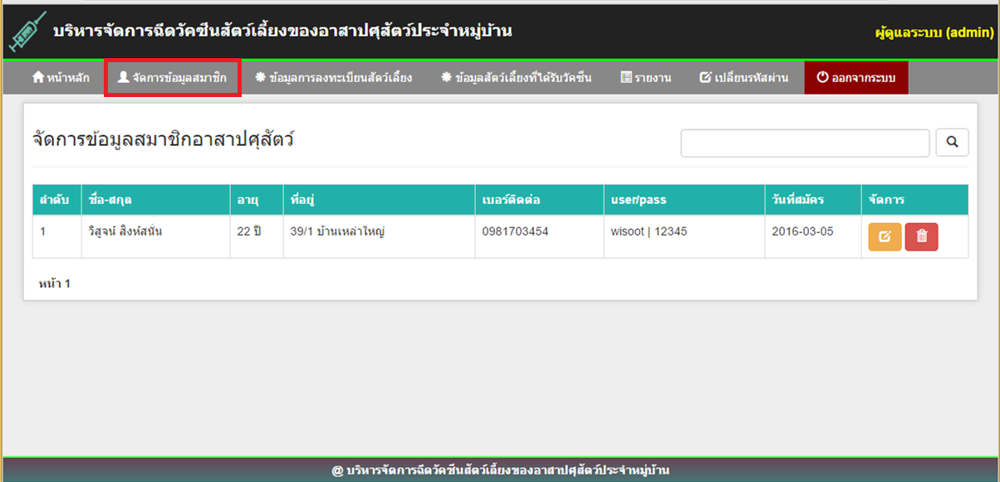 บริหารจัดการฉีดวัคซีนสัตว์เลี้ยงของอาสาปศุสัตว์ประจำหมู่บ้าน
ผู้ดูแลระบบ (admin)
หน้าหลัก จัดการข้อมูลสมาชิก ข้อมูลการลงทะเบียนสัตว์เลี้ยง ข้อมูลสัตว์เลี้ยงที่ได้รับวัคซีน รายงาน เปลี่ยนรหัสผ่าน ออกจากระบบ
จัดการข้อมูลสมาชิกอาสาปศุสัตว์
ลำดับ ชื่อ-สกุล อายุ ที่อยู่ เบอร์ติดต่อ user/pass วันที่สมัคร จัดการ
1 วิสูจน์ สิงห์สนั่น 22 ปี 39/1 บ้านเหล่าใหญ่ 0981703454 wisoot | 12345 2016-03-05
หน้า 1
@ บริหารจัดการฉีดวัคซีนสัตว์เลี้ยงของอาสาปศุสัตว์ประจำหมู่บ้าน